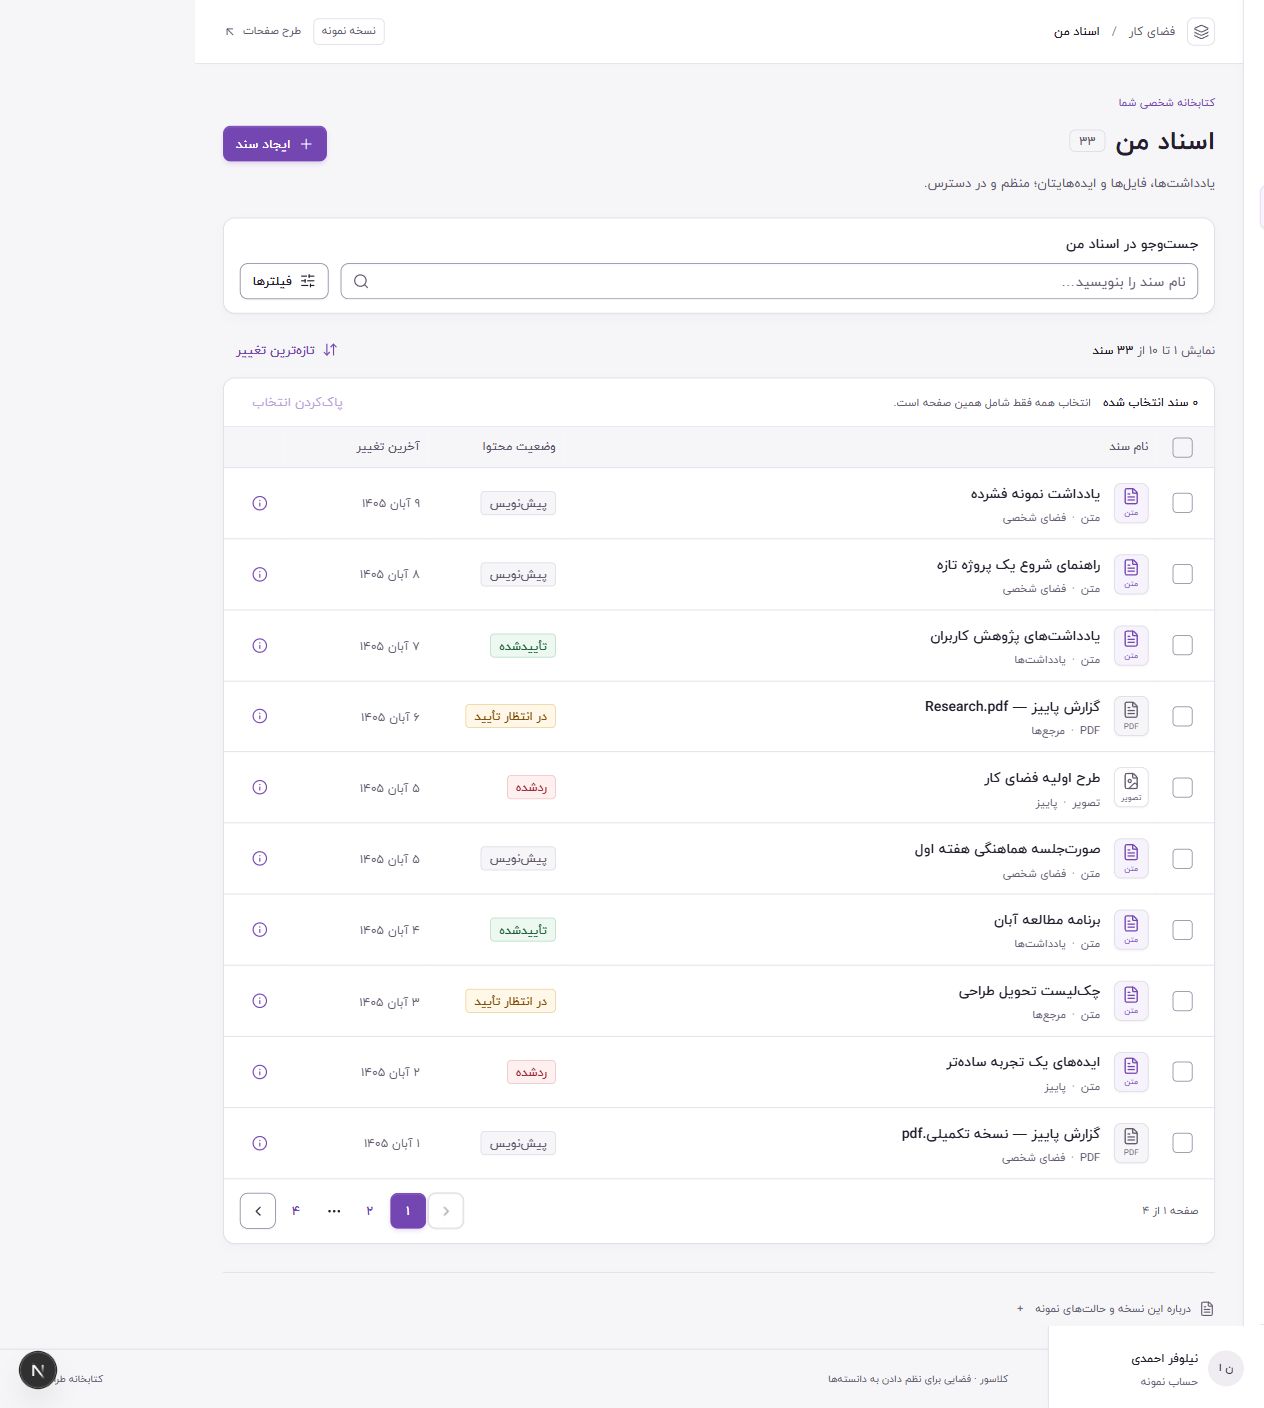 فضای کار / اسناد من
نسخه نمونه
طرح صفحات
کتابخانه شخصی شما
اسناد من ۳۳
ایجاد سند
یادداشت‌ها، فایل‌ها و ایده‌هایتان؛ منظم و در دسترس.
جست‌وجو در اسناد من
نام سند را بنویسید…
فیلترها
نمایش ۱ تا ۱۰ از ۳۳ سند
تازه‌ترین تغییر
۰ سند انتخاب شده انتخاب همه فقط شامل همین صفحه است.
پاک‌کردن انتخاب
نام سند وضعیت محتوا آخرین تغییر
متن
یادداشت نمونه فشرده
متن · فضای شخصی
پیش‌نویس
۹ آبان ۱۴۰۵
متن
راهنمای شروع یک پروژه تازه
متن · فضای شخصی
پیش‌نویس
۸ آبان ۱۴۰۵
متن
یادداشت‌های پژوهش کاربران
متن · یادداشت‌ها
تأییدشده
۷ آبان ۱۴۰۵
PDF
گزارش پاییز — Research.pdf
PDF · مرجع‌ها
در انتظار تأیید
۶ آبان ۱۴۰۵
تصویر
طرح اولیه فضای کار
تصویر · پاییز
ردشده
۵ آبان ۱۴۰۵
متن
صورت‌جلسه هماهنگی هفته اول
متن · فضای شخصی
پیش‌نویس
۵ آبان ۱۴۰۵
متن
برنامه مطالعه آبان
متن · یادداشت‌ها
تأییدشده
۴ آبان ۱۴۰۵
متن
چک‌لیست تحویل طراحی
متن · مرجع‌ها
در انتظار تأیید
۳ آبان ۱۴۰۵
متن
ایده‌های یک تجربه ساده‌تر
متن · پاییز
ردشده
۲ آبان ۱۴۰۵
PDF
گزارش پاییز — نسخه تکمیلی.pdf
PDF · فضای شخصی
پیش‌نویس
۱ آبان ۱۴۰۵
صفحه ۱ از ۴
۱ ۲ ••• ۴
درباره این نسخه و حالت‌های نمونه +
ن ا
نیلوفر احمدی
حساب نمونه
کلاسور · فضایی برای نظم دادن به دانسته‌ها
کتابخانه
N